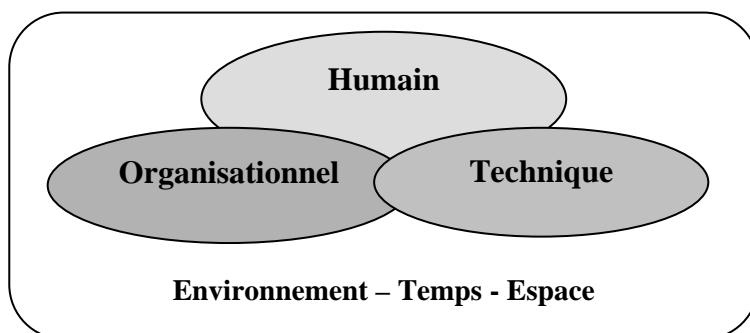 Humain
Organisationnel
Technique
Environnement – Temps - Espace